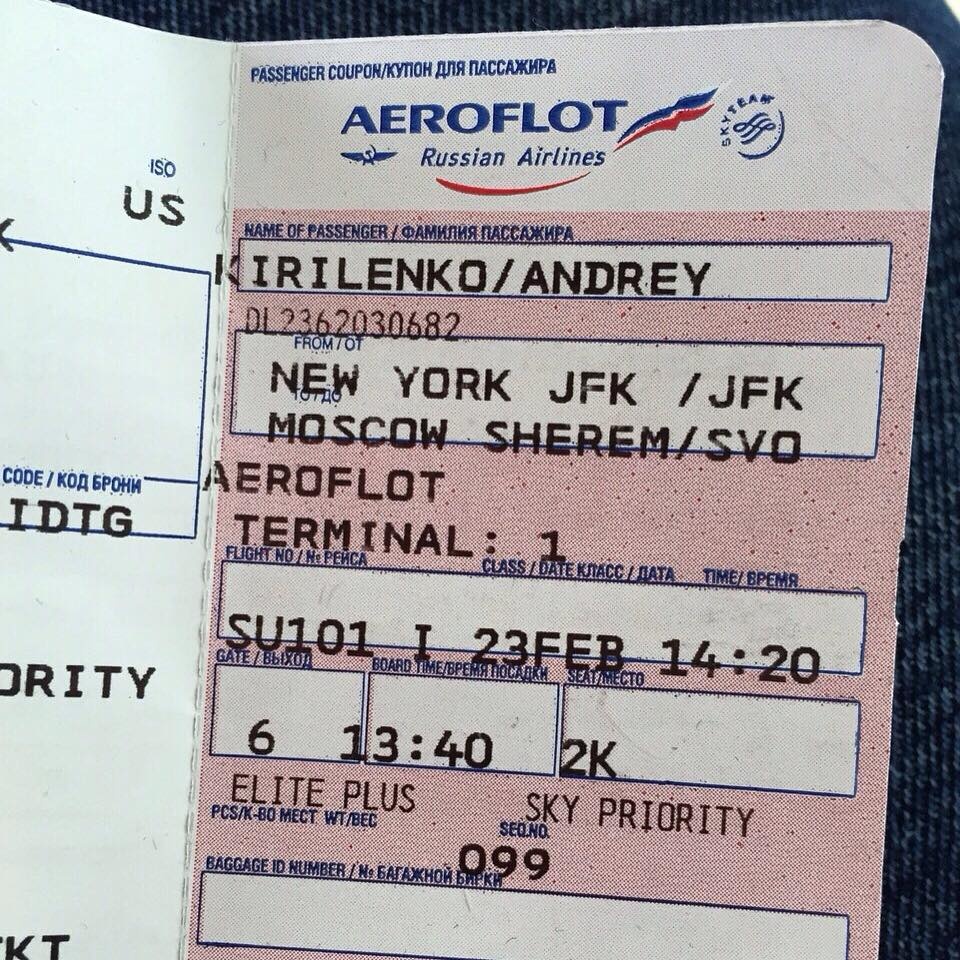 PASSENGER COUPON/КУПОН ДЛЯ ПАССАЖИРА
AEROFLOT
Russian Airlines
SKYTEAM
ISO
US
NAME OF PASSENGER / ФАМИЛИЯ ПАССАЖИРА
KIRILENKO/ANDREY
DL2362030682
FROM / ОТ
NEW YORK JFK /JFK
TO / ДО
MOSCOW SHEREM/SVO
CODE / КОД БРОНИ
IDTG
AEROFLOT
TERMINAL: 1
FLIGHT NO / № РЕЙСА CLASS / DATE КЛАСС / ДАТА TIME/ ВРЕМЯ
SU101 I 23FEB 14:20
GATE / ВЫХОД BOARD TIME/ВРЕМЯ ПОСАДКИ SEAT/МЕСТО
6 13:40 2K
ORITY
ELITE PLUS SKY PRIORITY
PCS/К-ВО МЕСТ WT/ВЕС SEQ.NO.
099
BAGGAGE ID NUMBER / № БАГАЖНОЙ БИРКИ
KT